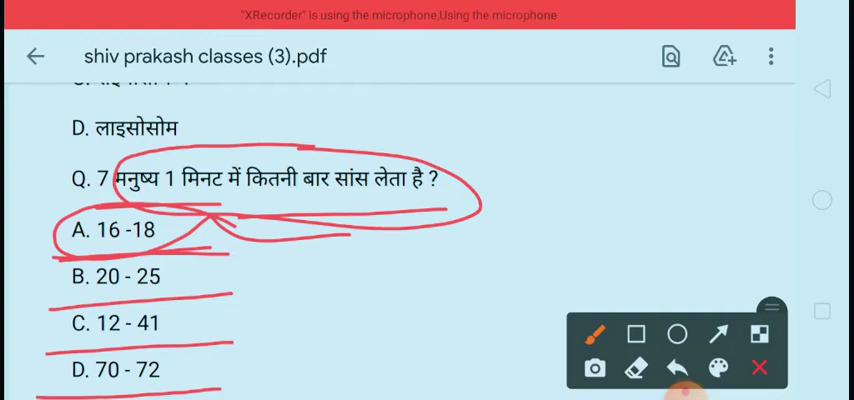 "XRecorder" is using the microphone,Using the microphone
shiv prakash classes (3).pdf
D. लाइसोसोम
Q. 7 मनुष्य 1 मिनट में कितनी बार सांस लेता है ?
A. 16 -18
B. 20 - 25
C. 12 - 41
D. 70 - 72